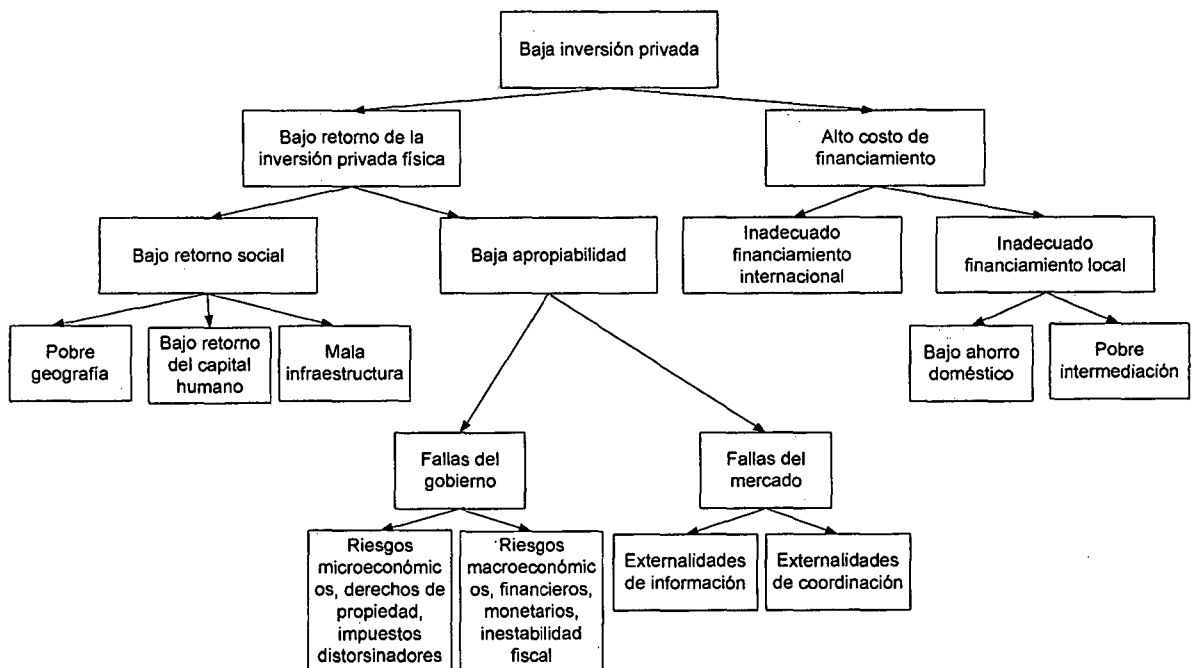 Baja inversión privada
Bajo retorno de la
inversión privada física
Alto costo de
financiamiento
Bajo retorno social
Baja apropiabilidad
Inadecuado
financiamiento
internacional
Inadecuado
financiamiento local
Pobre
geografía
Bajo retorno
del capital
humano
Mala
infraestructura
Bajo ahorro
doméstico
Pobre
intermediación
Fallas del
gobierno
Fallas del
mercado
Riesgos
microeconómic
os, derechos de
propiedad,
impuestos
distorsinadores
Riesgos
macroeconómic
os, financieros,
monetarios,
inestabilidad
fiscal
Externalidades
de información
Externalidades
de coordinación